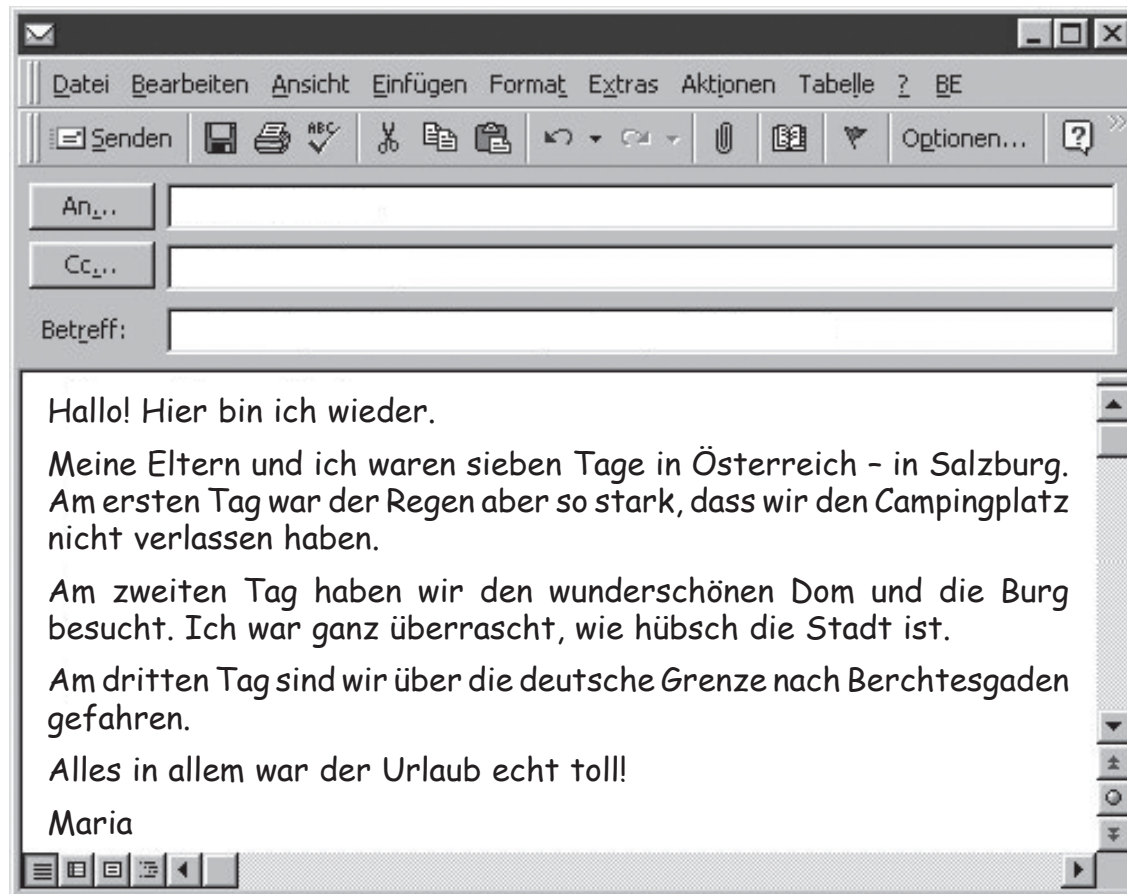 Datei Bearbeiten Ansicht Einfügen Format Extras Aktionen Tabelle ? BE
Senden ABC Optionen... ?
An...
Cc...
Betreff:
Hallo! Hier bin ich wieder.
Meine Eltern und ich waren sieben Tage in Österreich – in Salzburg.
Am ersten Tag war der Regen aber so stark, dass wir den Campingplatz
nicht verlassen haben.
Am zweiten Tag haben wir den wunderschönen Dom und die Burg
besucht. Ich war ganz überrascht, wie hübsch die Stadt ist.
Am dritten Tag sind wir über die deutsche Grenze nach Berchtesgaden
gefahren.
Alles in allem war der Urlaub echt toll!
Maria